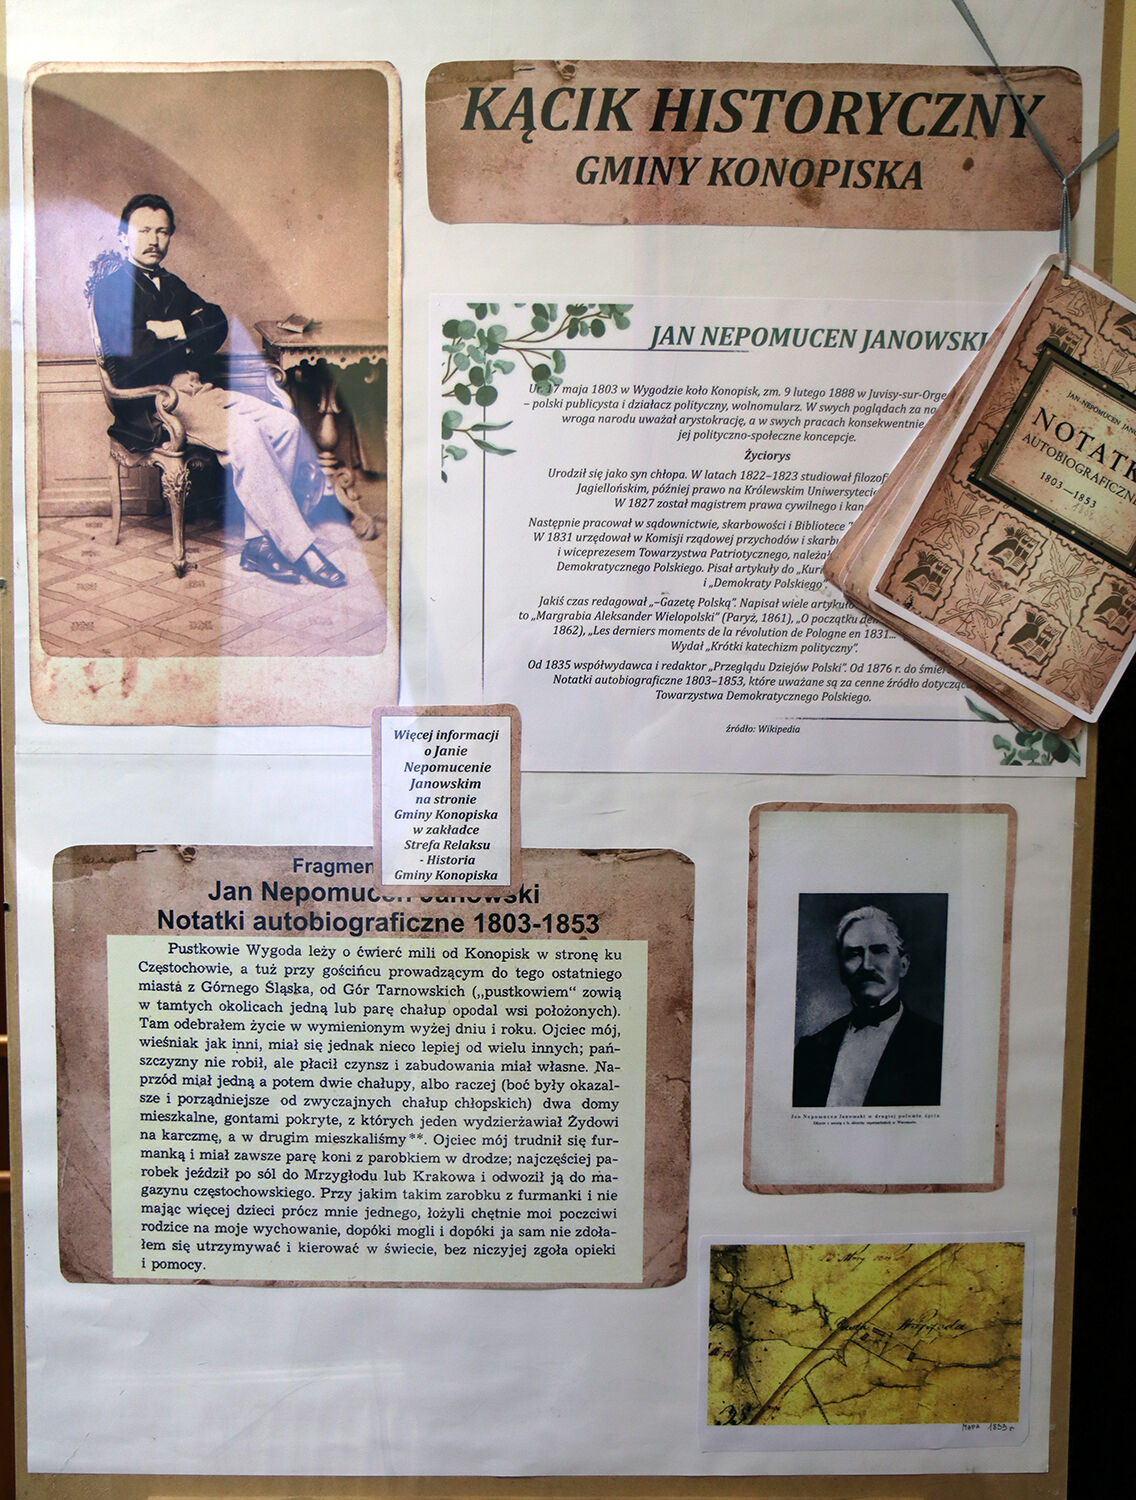 KĄCIK HISTORYCZNY
GMINY KONOPISKA
JAN NEPOMUCEN JANOWSKI
Ur. 17 maja 1803 w Wygodzie koło Konopisk, zm. 9 lutego 1888 w Juvisy-sur-Orge
– polski publicysta i działacz polityczny, wolnomularz. W swych poglądach za
wroga narodu uważał arystokrację, a w swych pracach konsekwentnie
jej polityczno-społeczne koncepcje.
Życiorys
Urodził się jako syn chłopa. W latach 1822–1823 studiował
Jagiellońskim, później prawo na Królewskim
W 1827 został magistrem prawa cywilnego i
Następnie pracował w sądownictwie, skarbowości i Bibliotece
W 1831 urzędował w Komisji rządowej przychodów i
i wiceprezesem Towarzystwa Patriotycznego,
Demokratycznego Polskiego. Pisał artykuły do
i „Demokraty Polskiego”
Jakiś czas redagował „–Gazetę Polską”. Napisał wiele
to „Margrabia Aleksander Wielopolski” (Paryż, 1861), „O początku
1862), „Les derniers moments de la révolution de Pologne en 1831...
Wydał „Krótki katechizm polityczny”.
Od 1835 współwydawca i redaktor „Przeglądu Dziejów Polski”. Od 1876 r. do
Notatki autobiograficzne 1803–1853, które uważane są za cenne źródło
Towarzystwa Demokratycznego Polskiego.
źródło: Wikipedia
JAN NEPOMUCEN
NOTATK
AUTOBIOGRAFICZNE
1803—1853
Więcej informacji
o Janie
Nepomucenie
Janowskim
na stronie
Gminy Konopiska
w zakładce
Strefa Relaksu
- Historia
Gminy Konopiska
Fragmen
Jan Nepomucen Janowski
Notatki autobiograficzne 1803-1853
Pustkowie Wygoda leży o ćwierć mili od Konopisk w stronę ku
Częstochowie, a tuż przy gościńcu prowadzącym do tego ostatniego
miasta z Górnego Śląska, od Gór Tarnowskich („pustkowiem“ zowią
w tamtych okolicach jedną lub parę chałup opodal wsi położonych).
Tam odebrałem życie w wymienionym wyżej dniu i roku. Ojciec mój,
wieśniak jak inni, miał się jednak nieco lepiej od wielu innych; pań-
szczyzny nie robił, ale płacił czynsz i zabudowania miał własne. Na-
przód miał jedną a potem dwie chałupy, albo raczej (boć były okazal-
sze i porządniejsze od zwyczajnych chałup chłopskich) dwa domy
mieszkalne, gontami pokryte, z których jeden wydzierżawiał Żydowi
na karczmę, a w drugim mieszkaliśmy**. Ojciec mój trudnił się fur-
manką i miał zawsze parę koni z parobkiem w drodze; najczęściej pa-
robek jeździł po sól do Mrzygłodu lub Krakowa i odwoził ją do ma-
gazynu częstochowskiego. Przy jakim takim zarobku z furmanki i nie
mając więcej dzieci prócz mnie jednego, łożyli chętnie moi poczciwi
rodzice na moje wychowanie, dopóki mogli i dopóki ja sam nie zdoła-
łem się utrzymywać i kierować w świecie, bez niczyjej zgoła opieki
i pomocy.
Jan Nepomucen Janowski w drugiej połowie życia
Wygoda
MAPA 1833 r